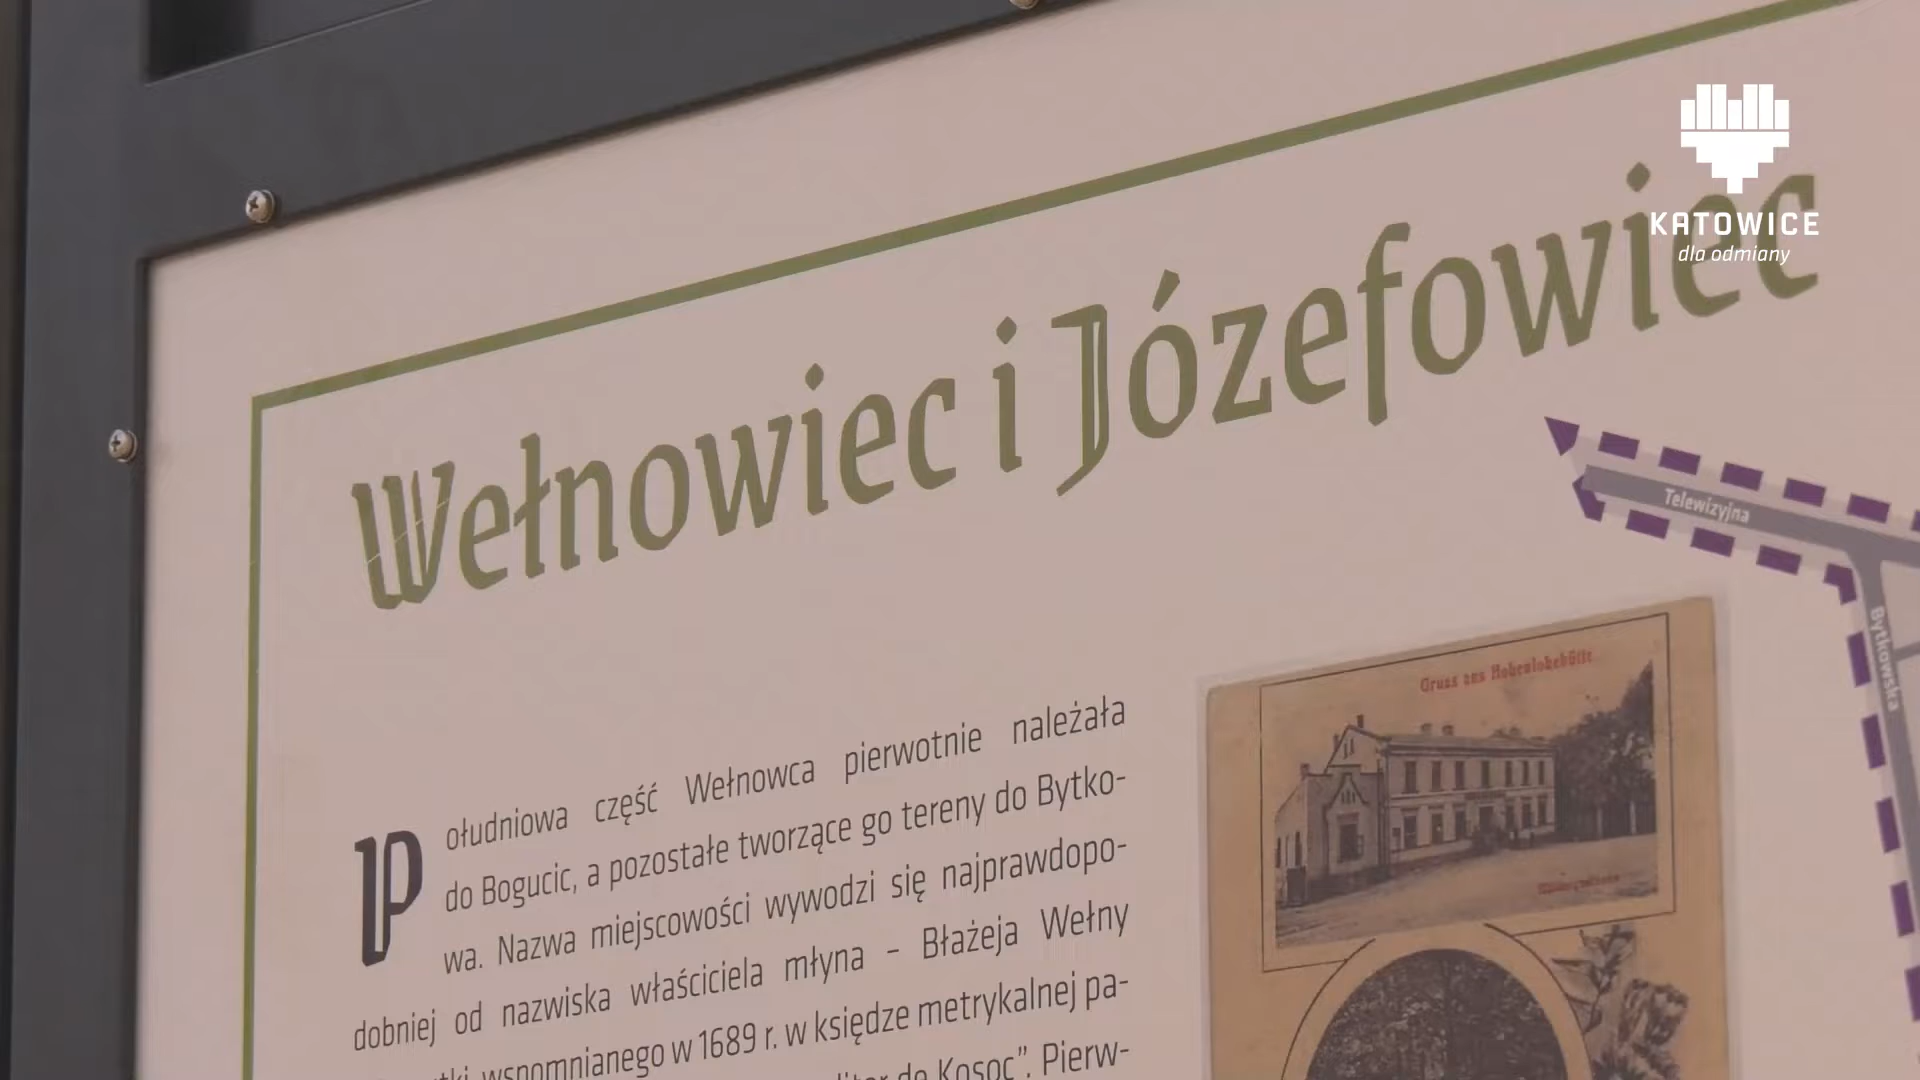 KATOWICE
dla odmiany
Wełnowiec i Józefowiec
Telewizyjna
Bytkowska
Gruss aus Hohenlohehütte.
Południowa część Wełnowca pierwotnie należała
do Bogucic, a pozostałe tworzące go tereny do Bytko-
wa. Nazwa miejscowości wywodzi się najprawdopo-
dobniej od nazwiska właściciela młyna – Błażeja Wełny
wspomnianego w 1689 r. w księdze metrykalnej pa-
de Kosoc”. Pierw-